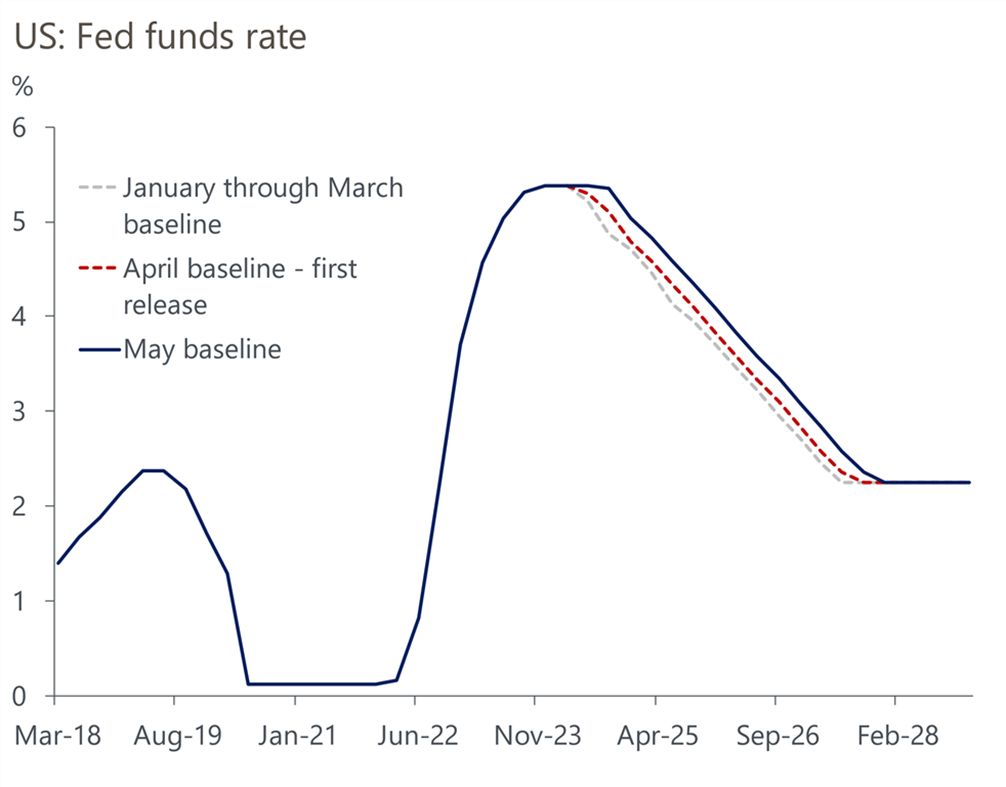 US: Fed funds rate
%
6
5
4
3
2
1
0
January through March
baseline
April baseline - first
release
May baseline
Mar-18 Aug-19 Jan-21 Jun-22 Nov-23 Apr-25 Sep-26 Feb-28